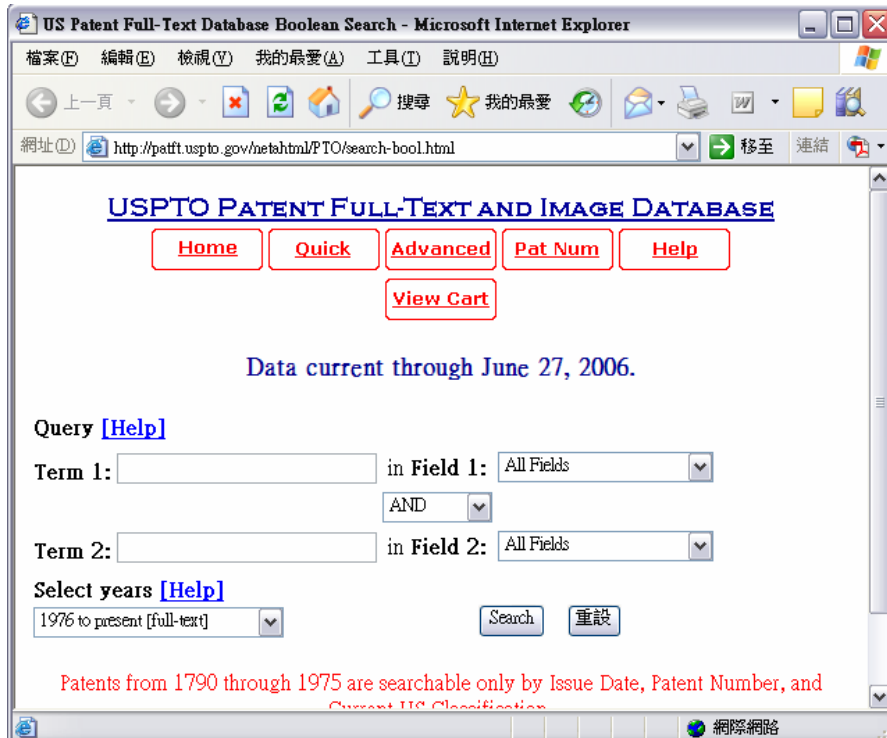 US Patent Full-Text Database Boolean Search - Microsoft Internet Explorer
檔案(F) 編輯(E) 檢視(V) 我的最愛(A) 工具(T) 說明(H)
上一頁 搜尋 我的最愛
網址(D) http://patft.uspto.gov/netahtml/PTO/search-bool.html 移至 連結
USPTO PATENT FULL-TEXT AND IMAGE DATABASE
Home Quick Advanced Pat Num Help
View Cart
Data current through June 27, 2006.
Query [Help]
Term 1: in Field 1: All Fields
AND
Term 2: in Field 2: All Fields
Select years [Help]
1976 to present [full-text] Search 重設
Patents from 1790 through 1975 are searchable only by Issue Date, Patent Number, and
Current US Classification
網際網路